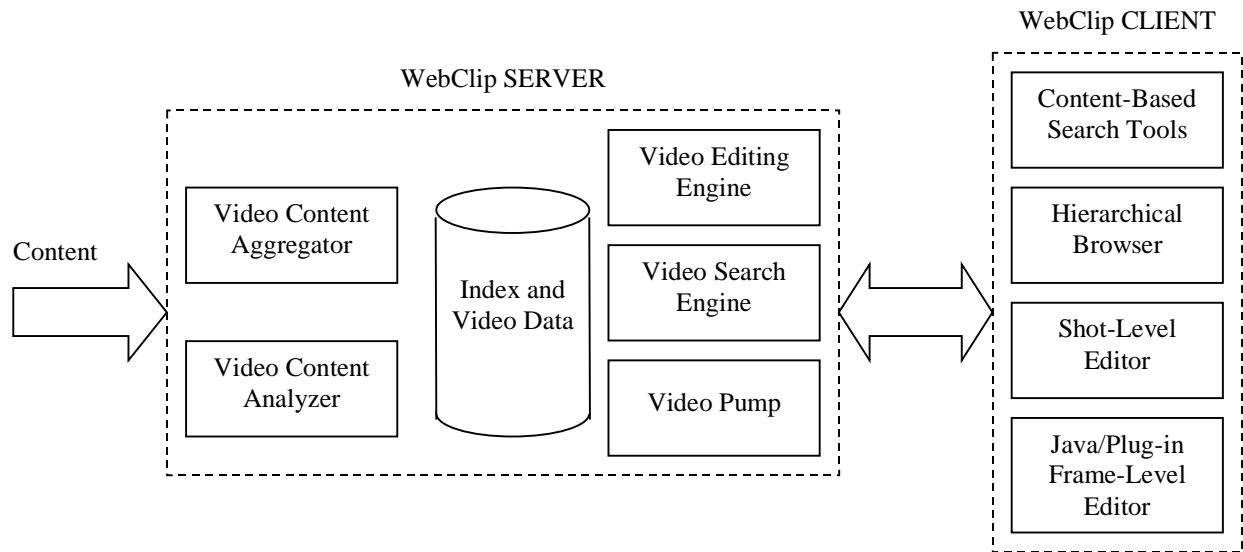 WebClip CLIENT
WebClip SERVER
Content
Video Content
Aggregator
Video Content
Analyzer
Index and
Video Data
Video Editing
Engine
Video Search
Engine
Video Pump
Content-Based
Search Tools
Hierarchical
Browser
Shot-Level
Editor
Java/Plug-in
Frame-Level
Editor